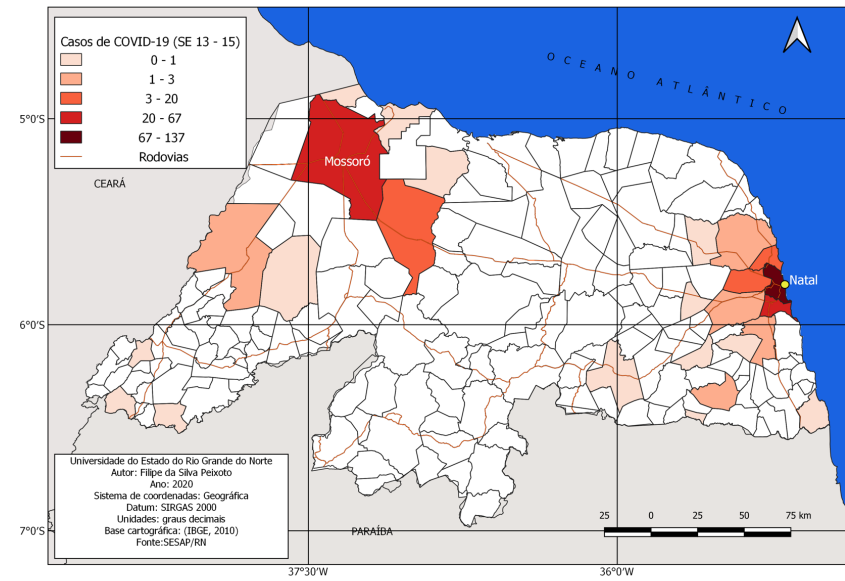 Casos de COVID-19 (SE 13 - 15)
0 - 1
1 - 3
3 - 20
20 - 67
67 - 137
Rodovias
OCEANO ATLÂNTICO
5°0'S
Mossoró
CEARÁ
Natal
6°0'S
Universidade do Estado do Rio Grande do Norte
Autor: Filipe da Silva Peixoto
Ano: 2020
Sistema de coordenadas: Geográfica
Datum: SIRGAS 2000
Unidades: graus decimais
Base cartográfica: (IBGE, 2010)
Fonte:SESAP/RN
25 0 25 50 75 km
7°0'S
PARAÍBA
37°30'W 36°0'W